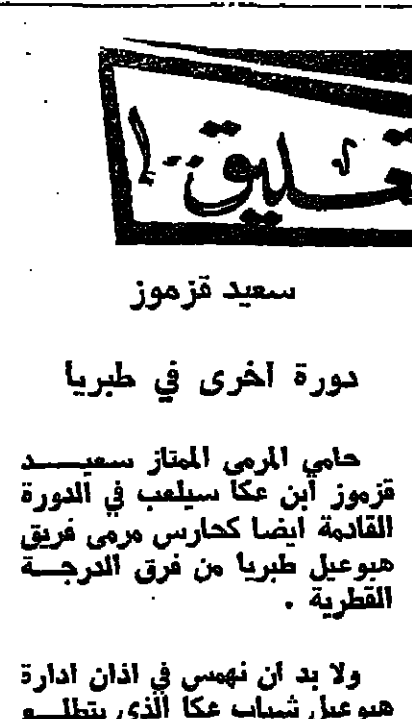 سعيد قزموز
دورة اخرى في طبريا
حامي المرمى الممتاز سعيد
قزموز ابن عكا سيلعب في الدورة
القادمة ايضا كحارس مرمى فريق
هبوعيل طبريا من فرق الدرجة
القطرية .
ولا بد ان نهمس في اذان ادارة
هبوعيل شباب عكا الذي يتطلع